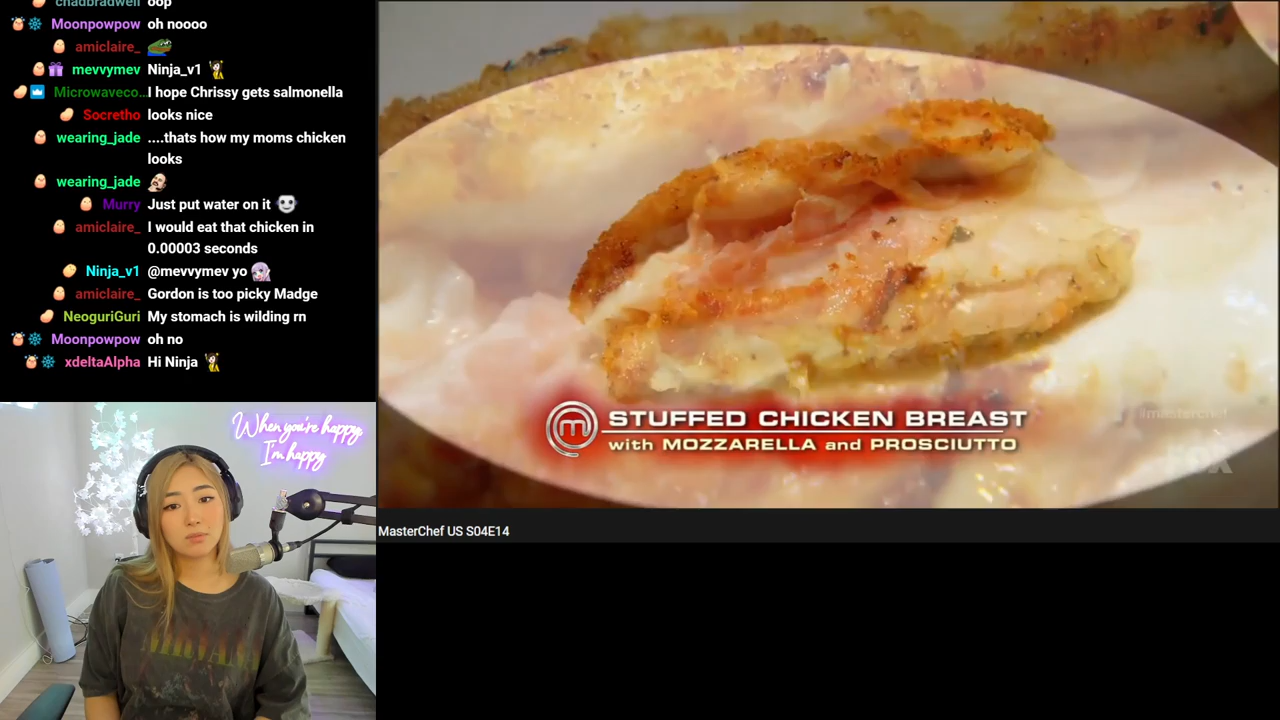 chadbradwell oop
Moonpowpow oh noooo
amiclaire_
mevvymev Ninja_v1
Microwaveco... I hope Chrissy gets salmonella
Socretho looks nice
wearing_jade ....thats how my moms chicken
looks
wearing_jade
Murry Just put water on it
amiclaire_ I would eat that chicken in
0.00003 seconds
Ninja_v1 @mevvymev yo
amiclaire_ Gordon is too picky Madge
NeoguriGuri My stomach is wilding rn
Moonpowpow oh no
xdeltaAlpha Hi Ninja
When you're happy,
I'm happy
NIRVANA
m
STUFFED CHICKEN BREAST
with MOZZARELLA and PROSCIUTTO
#masterchef
FOX
MasterChef US S04E14